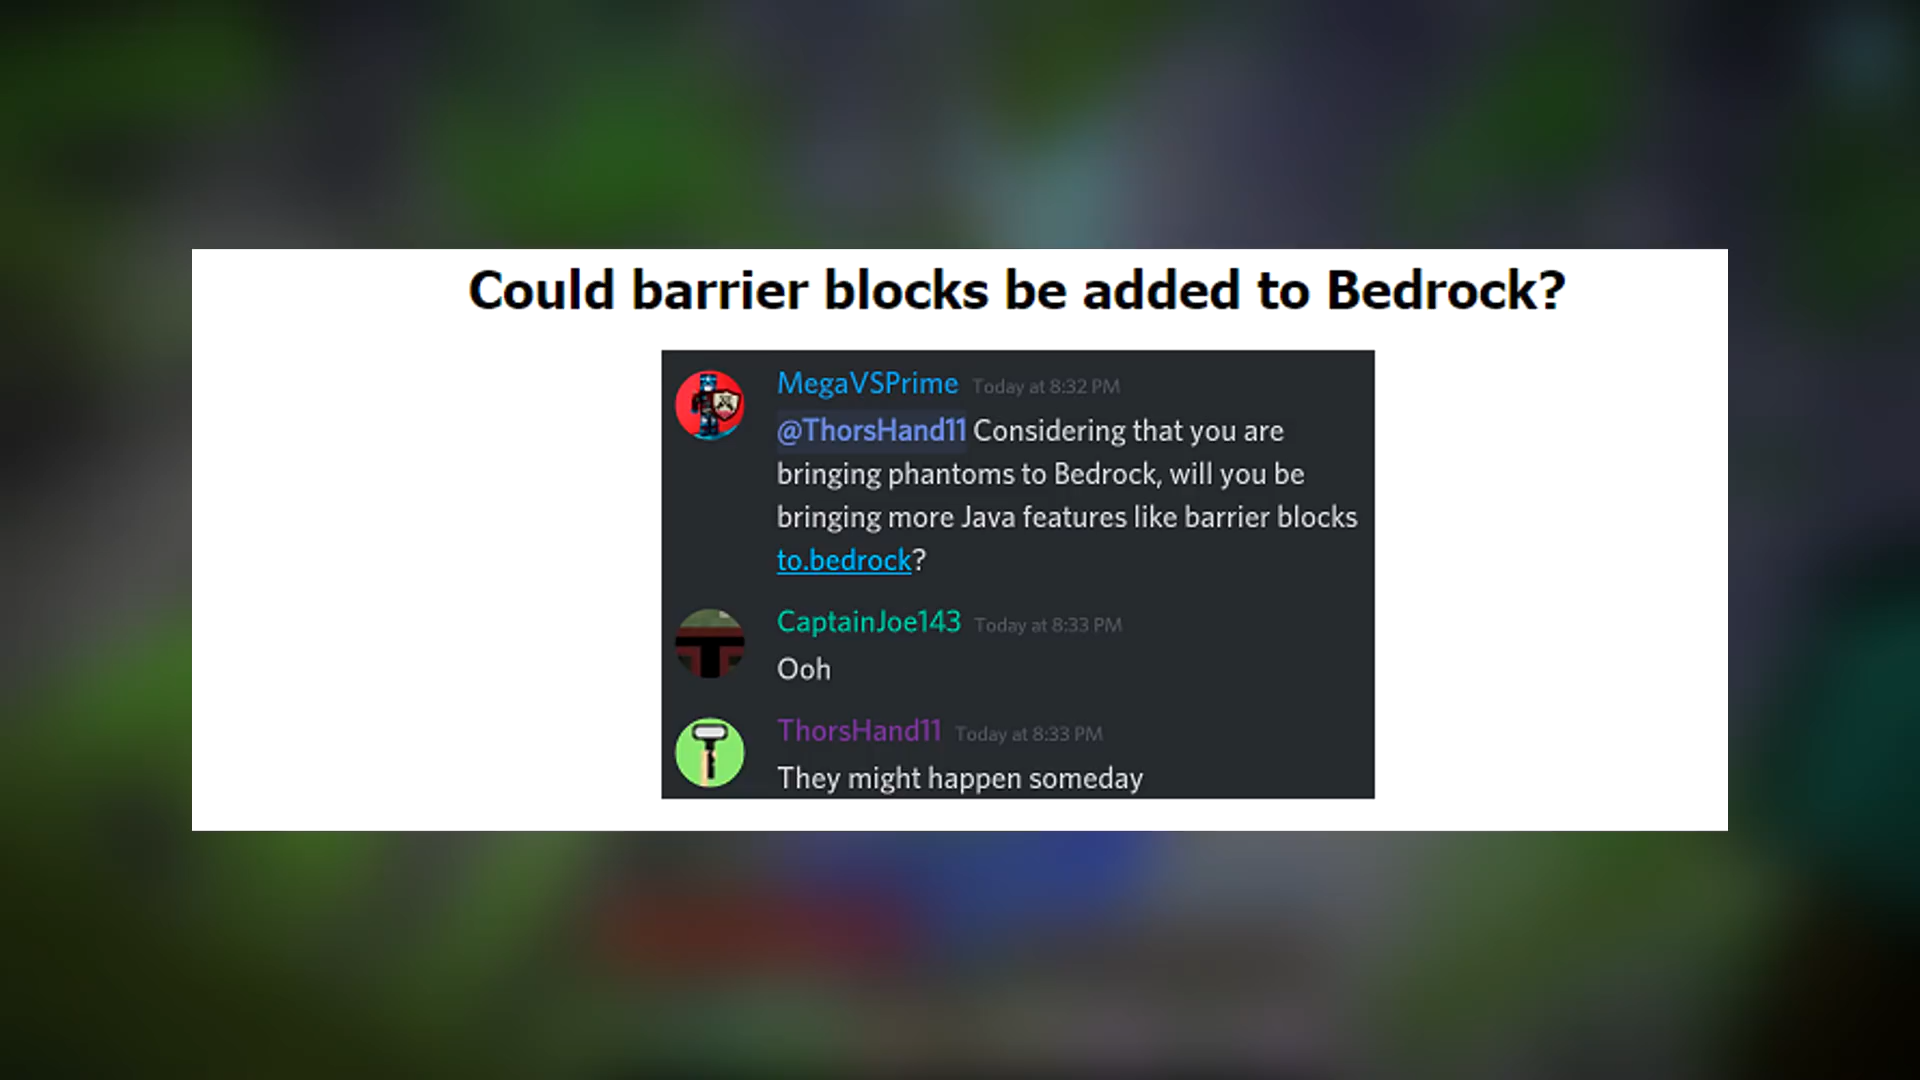 Could barrier blocks be added to Bedrock?
MegaVSPrime Today at 8:32 PM
@ThorsHand11 Considering that you are
bringing phantoms to Bedrock, will you be
bringing more Java features like barrier blocks
to.bedrock?
CaptainJoe143 Today at 8:33 PM
Ooh
ThorsHand11 Today at 8:33 PM
They might happen someday